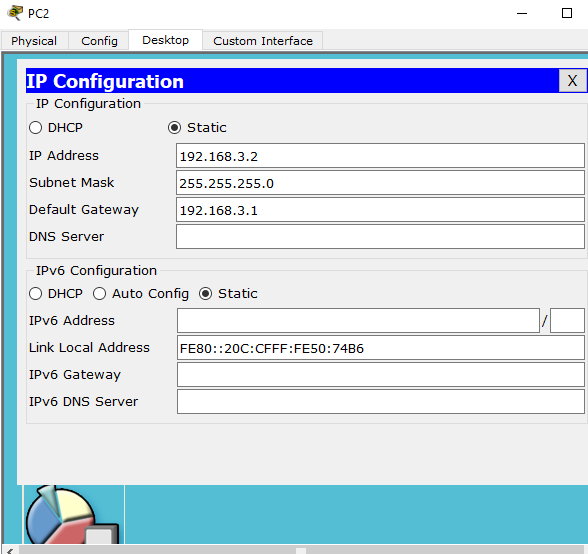 PC2
Physical Config Desktop Custom Interface
IP Configuration X
IP Configuration
DHCP Static
IP Address 192.168.3.2
Subnet Mask 255.255.255.0
Default Gateway 192.168.3.1
DNS Server
IPv6 Configuration
DHCP Auto Config Static
IPv6 Address /
Link Local Address FE80::20C:CFFF:FE50:74B6
IPv6 Gateway
IPv6 DNS Server